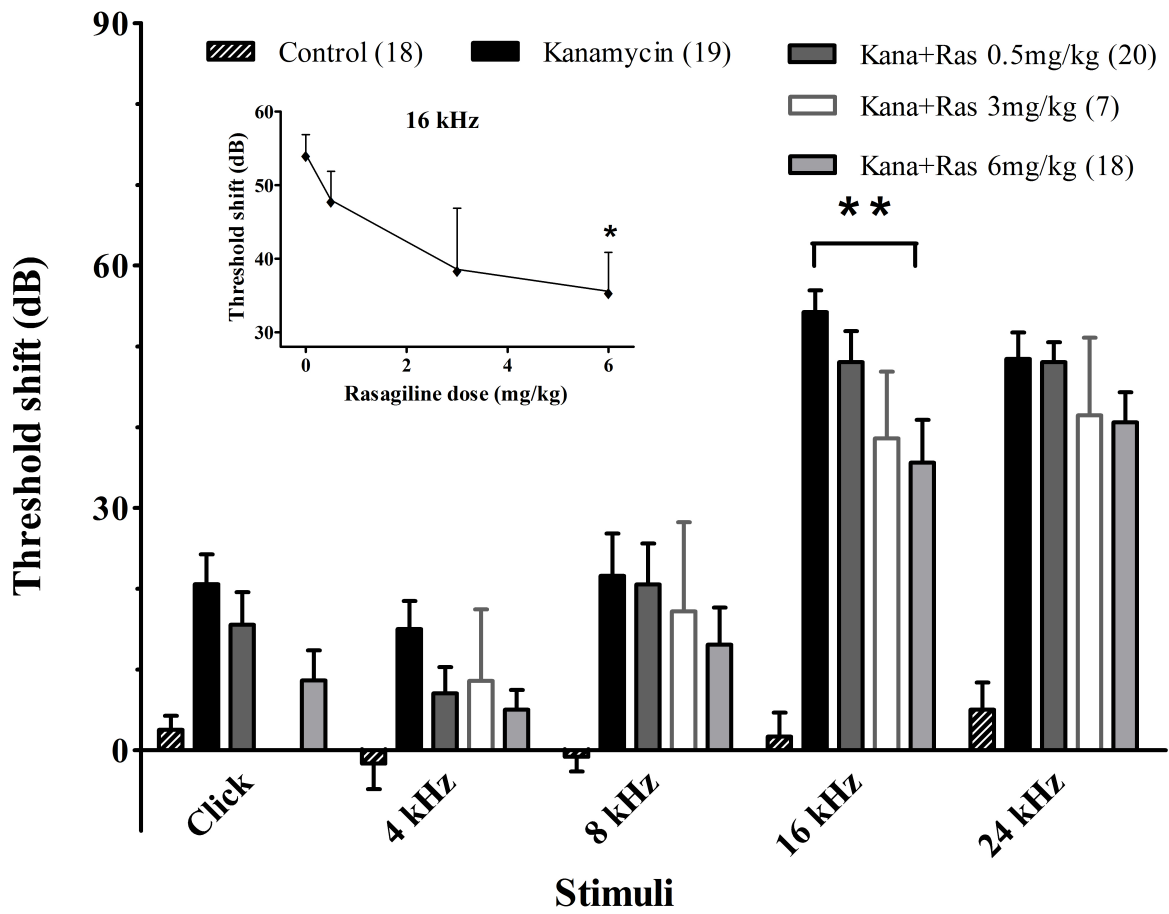 90
60
30
0
Threshold shift (dB)
Control (18)
Kanamycin (19)
Kana+Ras 0.5mg/kg (20)
Kana+Ras 3mg/kg (7)
Kana+Ras 6mg/kg (18)
16 kHz
60
50
40
30
Threshold shift (dB)
*
0 2 4 6
Rasagiline dose (mg/kg)
**
Click
4 kHz
8 kHz
16 kHz
24 kHz
Stimuli